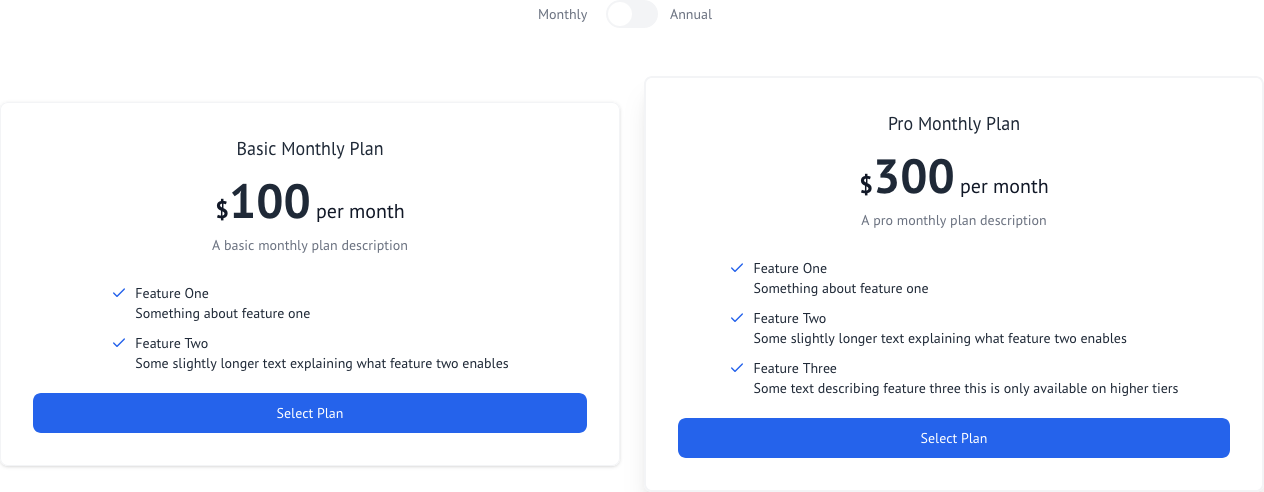 Monthly Annual
Basic Monthly Plan
$100 per month
A basic monthly plan description
Feature One
Something about feature one
Feature Two
Some slightly longer text explaining what feature two enables
Select Plan
Pro Monthly Plan
$300 per month
A pro monthly plan description
Feature One
Something about feature one
Feature Two
Some slightly longer text explaining what feature two enables
Feature Three
Some text describing feature three this is only available on higher tiers
Select Plan